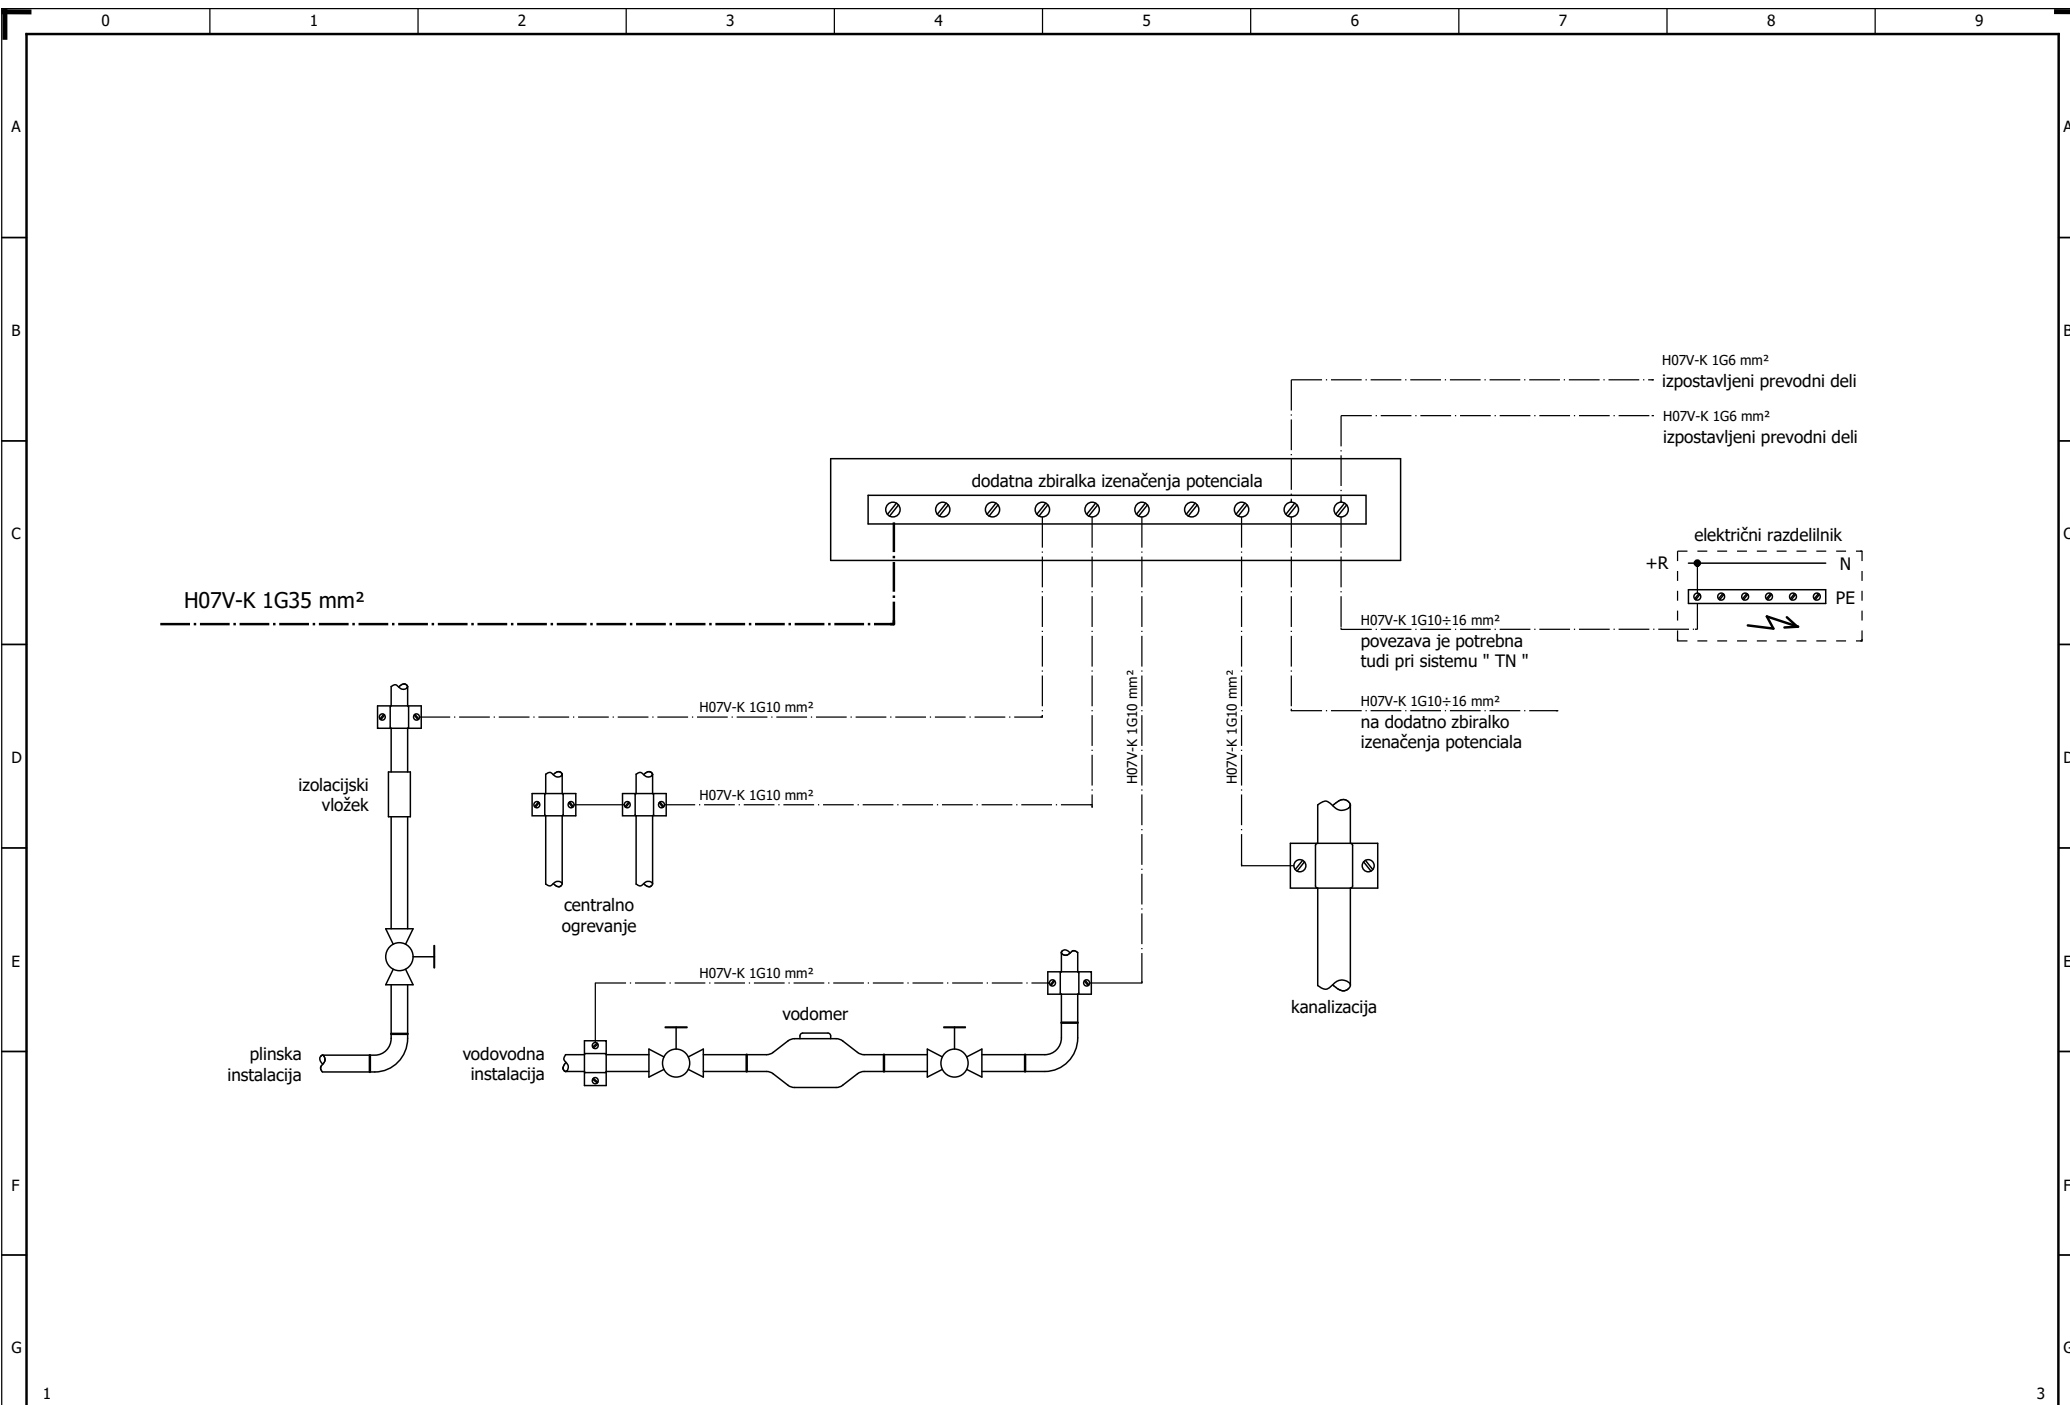 0 1 2 3 4 5 6 7 8 9
A A
B B
H07V-K 1G6 mm²
izpostavljeni prevodni deli
H07V-K 1G6 mm²
izpostavljeni prevodni deli
dodatna zbiralka izenačenja potenciala
C C
električni razdelilnik
+R N
PE
H07V-K 1G35 mm²
H07V-K 1G10÷16 mm²
povezava je potrebna
tudi pri sistemu " TN "
H07V-K 1G10÷16 mm²
na dodatno zbiralko
izenačenja potenciala
H07V-K 1G10 mm²
H07V-K 1G10 mm²
H07V-K 1G10 mm²
D D
izolacijski
vložek
H07V-K 1G10 mm²
centralno
ogrevanje
E E
H07V-K 1G10 mm²
vodomer
kanalizacija
plinska
instalacija
vodovodna
instalacija
F F
G G
1 3